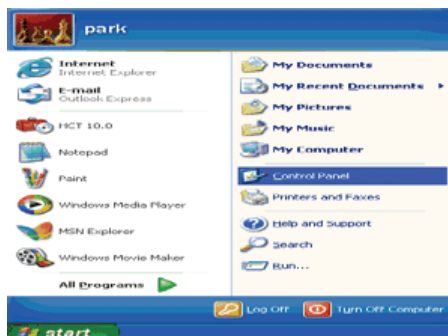 park
Internet
Internet Explorer
E-mail
Outlook Express
HCT 10.0
Notepad
Paint
Windows Media Player
MSN Explorer
Windows Movie Maker
All Programs
My Documents
My Recent Documents
My Pictures
My Music
My Computer
Control Panel
Printers and Faxes
Help and Support
Search
Run...
Log Off
Turn Off Computer
start